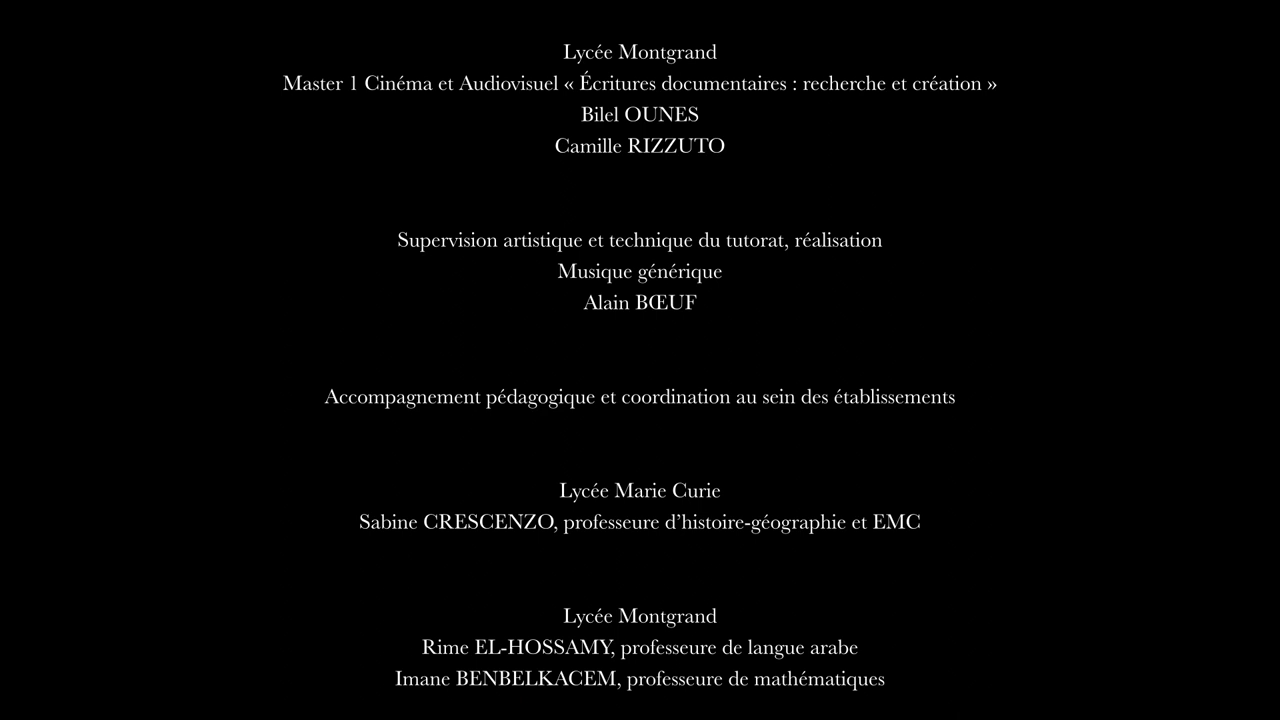 Lycée Montgrand
Master 1 Cinéma et Audiovisuel « Écritures documentaires : recherche et création »
Bilel OUNES
Camille RIZZUTO
Supervision artistique et technique du tutorat, réalisation
Musique générique
Alain BŒUF
Accompagnement pédagogique et coordination au sein des établissements
Lycée Marie Curie
Sabine CRESCENZO, professeure d’histoire-géographie et EMC
Lycée Montgrand
Rime EL-HOSSAMY, professeure de langue arabe
Imane BENBELKACEM, professeure de mathématiques